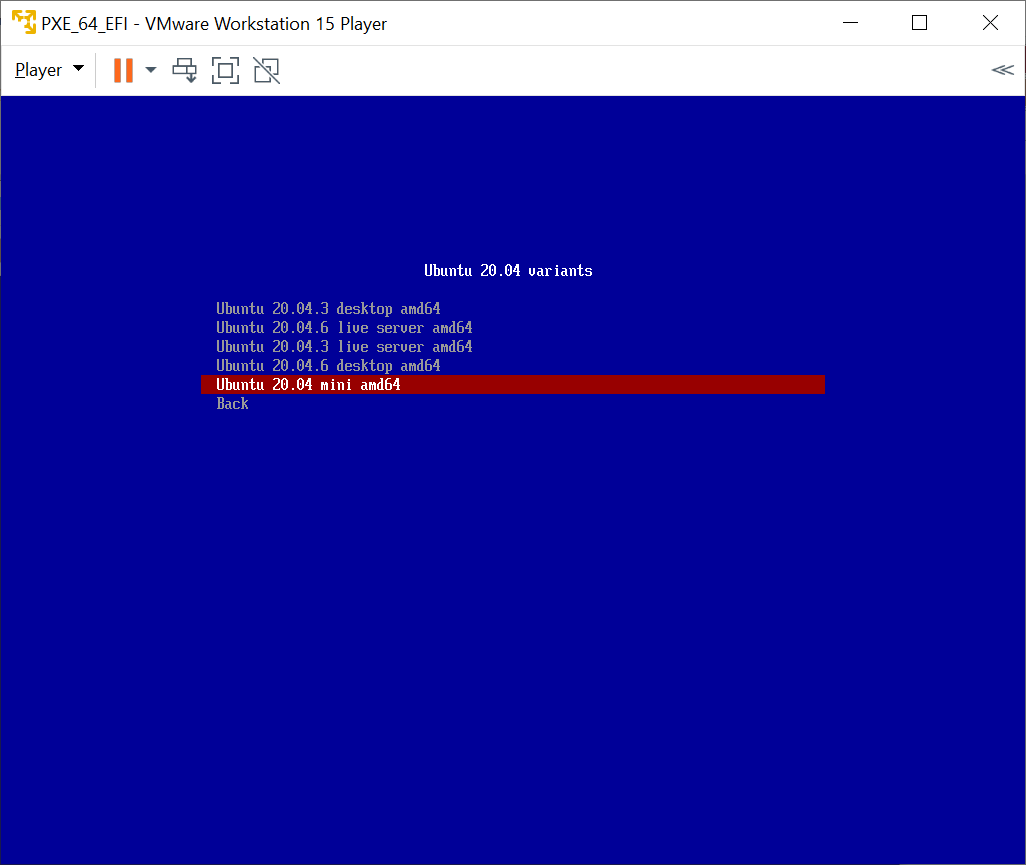 PXE_64_EFI - VMware Workstation 15 Player
Player
Ubuntu 20.04 variants
Ubuntu 20.04.3 desktop amd64
Ubuntu 20.04.6 live server amd64
Ubuntu 20.04.3 live server amd64
Ubuntu 20.04.6 desktop amd64
Ubuntu 20.04 mini amd64
Back